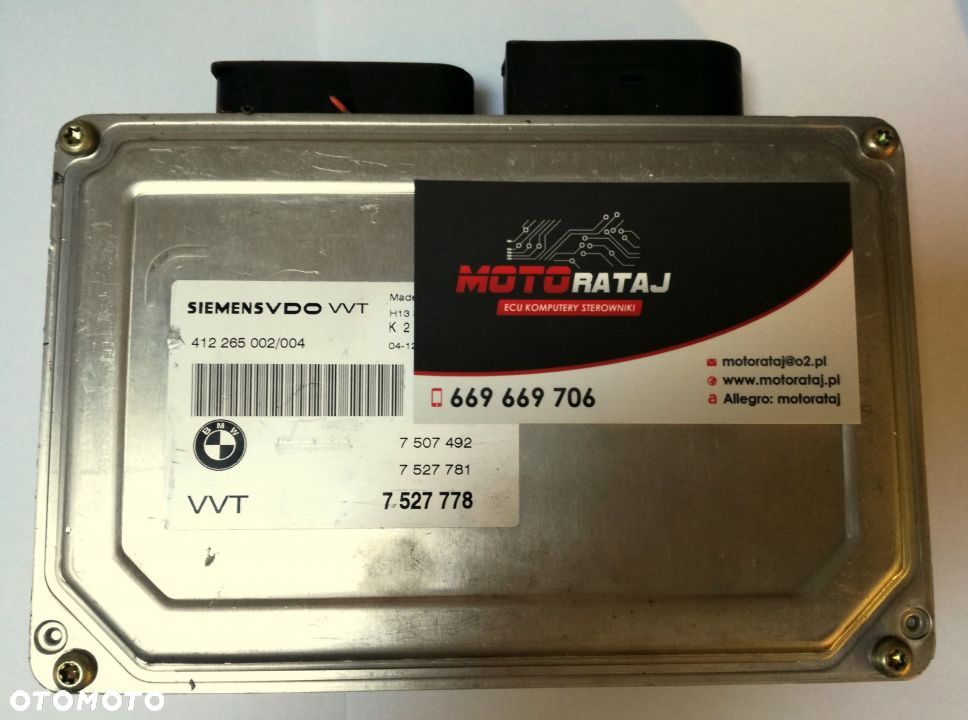 SIEMENSVDO VVT
Made
H13
K 2
412 265 002/004
04-12
BMW
7 507 492
7 527 781
VVT
7 527 778
MOTORATAJ
ECU KOMPUTERY STEROWNIKI
669 669 706
motorataj@o2.pl
www.motorataj.pl
a Allegro: motorataj
OTOMOTO